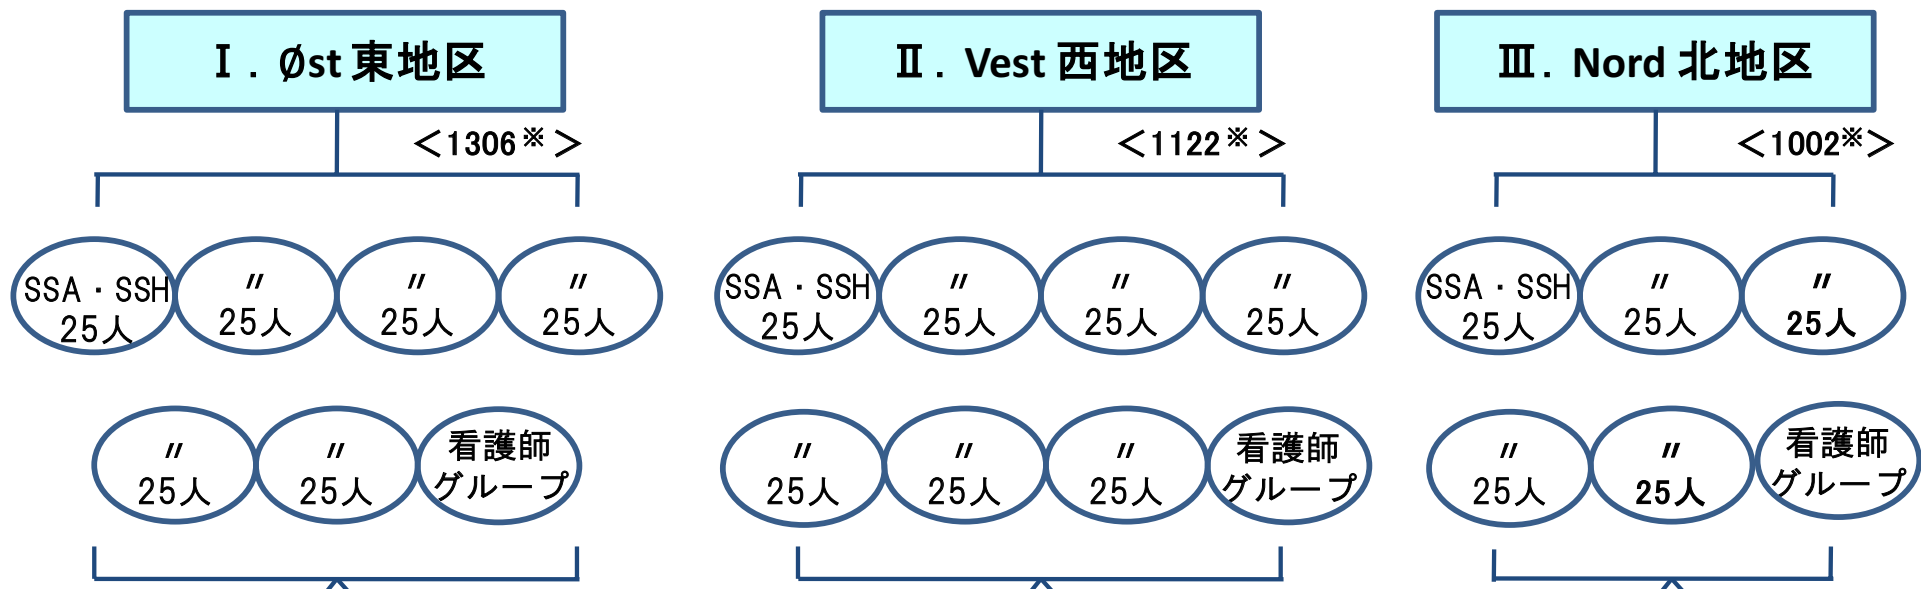 Ⅰ．Øst 東地区
Ⅱ．Vest 西地区
Ⅲ．Nord 北地区
＜1306※＞
＜1122※＞
＜1002※＞
SSA・SSH
25人
〃
25人
〃
25人
〃
25人
SSA・SSH
25人
〃
25人
〃
25人
〃
25人
SSA・SSH
25人
〃
25人
〃
25人
〃
25人
〃
25人
看護師
グループ
〃
25人
〃
25人
〃
25人
看護師
グループ
〃
25人
〃
25人
看護師
グループ